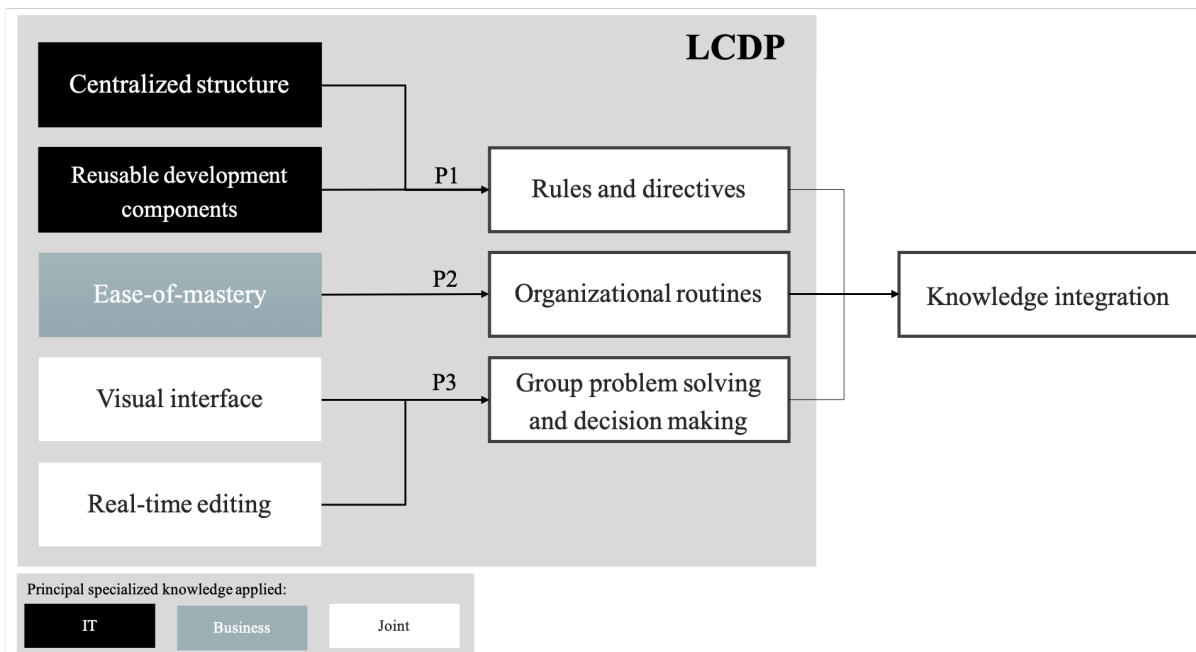 LCDP
Centralized structure
Reusable development
components
P1
Rules and directives
Ease-of-mastery
P2
Organizational routines
Knowledge integration
Visual interface
P3
Group problem solving
and decision making
Real-time editing
Principal specialized knowledge applied:
IT
Business
Joint